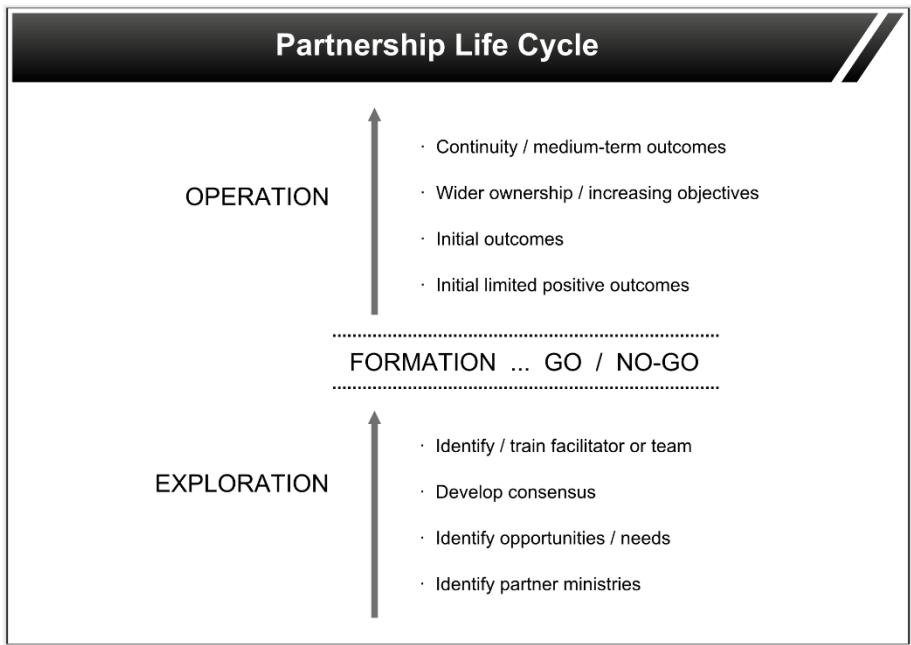 Partnership Life Cycle
OPERATION
· Continuity / medium-term outcomes
· Wider ownership / increasing objectives
· Initial outcomes
· Initial limited positive outcomes
FORMATION ... GO / NO-GO
EXPLORATION
· Identify / train facilitator or team
· Develop consensus
· Identify opportunities / needs
· Identify partner ministries